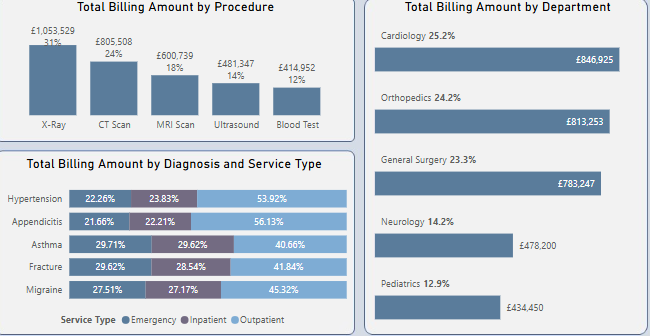 Total Billing Amount by Procedure
£1,053,529
31%
£805,508
24%
£600,739
18%
£481,347
14%
£414,952
12%
X-Ray CT Scan MRI Scan Ultrasound Blood Test
Total Billing Amount by Diagnosis and Service Type
Hypertension 22.26% 23.83% 53.92%
Appendicitis 21.66% 22.21% 56.13%
Asthma 29.71% 29.62% 40.66%
Fracture 29.62% 28.54% 41.84%
Migraine 27.51% 27.17% 45.32%
Service Type Emergency Inpatient Outpatient
Total Billing Amount by Department
Cardiology 25.2%
£846,925
Orthopedics 24.2%
£813,253
General Surgery 23.3%
£783,247
Neurology 14.2%
£478,200
Pediatrics 12.9%
£434,450